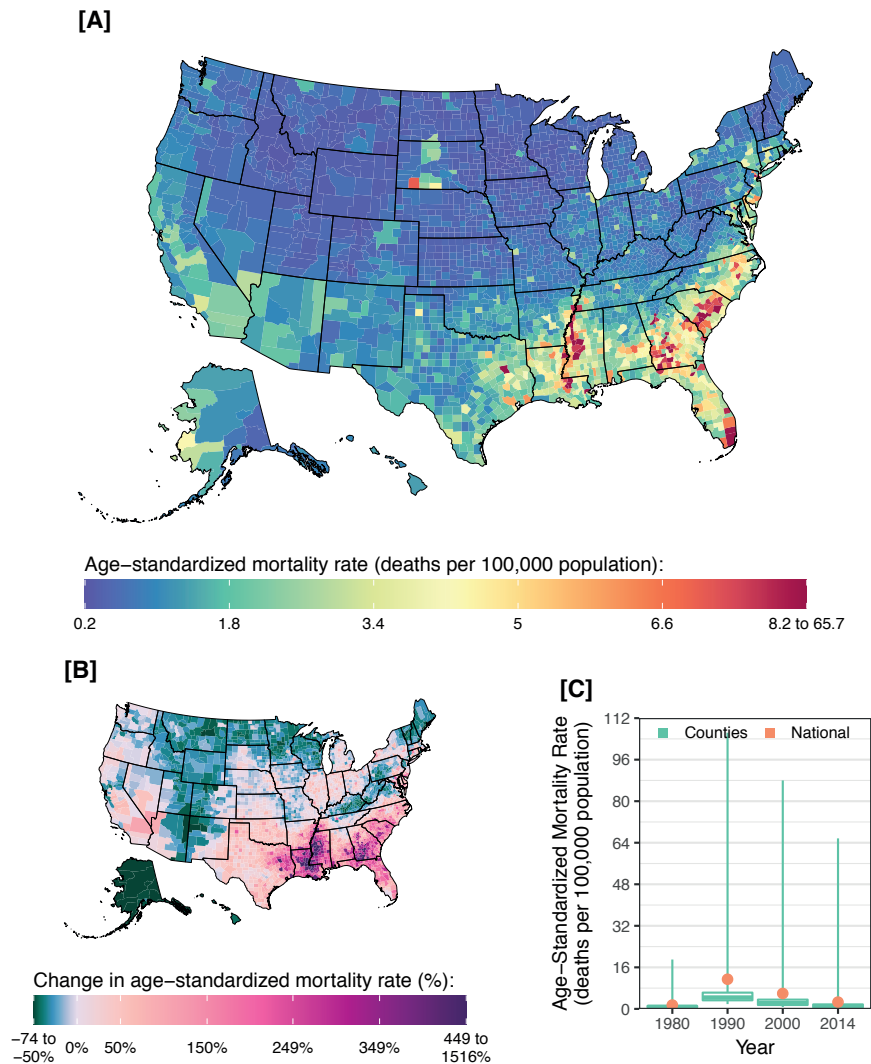 [A]
Age−standardized mortality rate (deaths per 100,000 population):
0.2 1.8 3.4 5 6.6 8.2 to 65.7
[B]
Change in age−standardized mortality rate (%):
−74 to −50% 0% 50% 150% 249% 349% 449 to 1516%
[C]
Age−Standardized Mortality Rate
(deaths per 100,000 population)
112
96
80
64
48
32
16
0
Counties National
1980 1990 2000 2014
Year